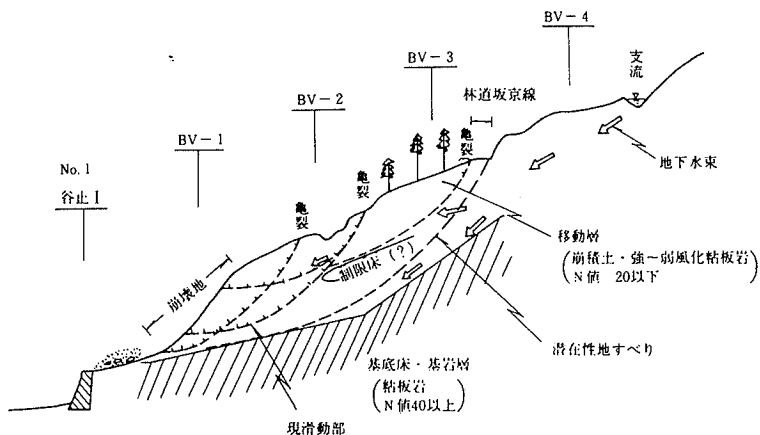 BV－4
BV－3
支流
BV－2
林道坂京線
BV－1
亀裂
地下水束
No. 1
谷止 I
亀裂
亀裂
移動層
(崩積土・強～弱風化粘板岩
N 値　20以下)
制限床 (?)
崩壊地
潜在性地すべり
基底床・基岩層
(粘板岩
N 値40以上)
現滑動部